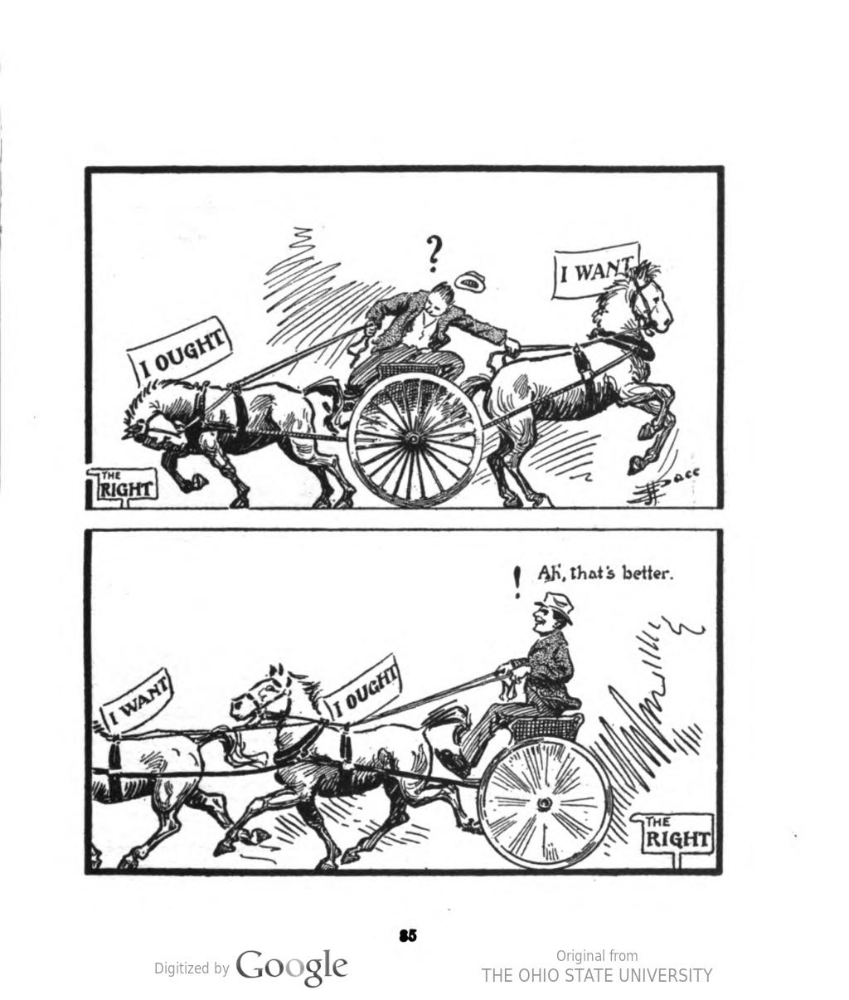 ?
I WANT
I OUGHT
THE
RIGHT
Pace
! Ah, that's better.
I WANT
I OUGHT
THE
RIGHT
85
Digitized by Google
Original from
THE OHIO STATE UNIVERSITY